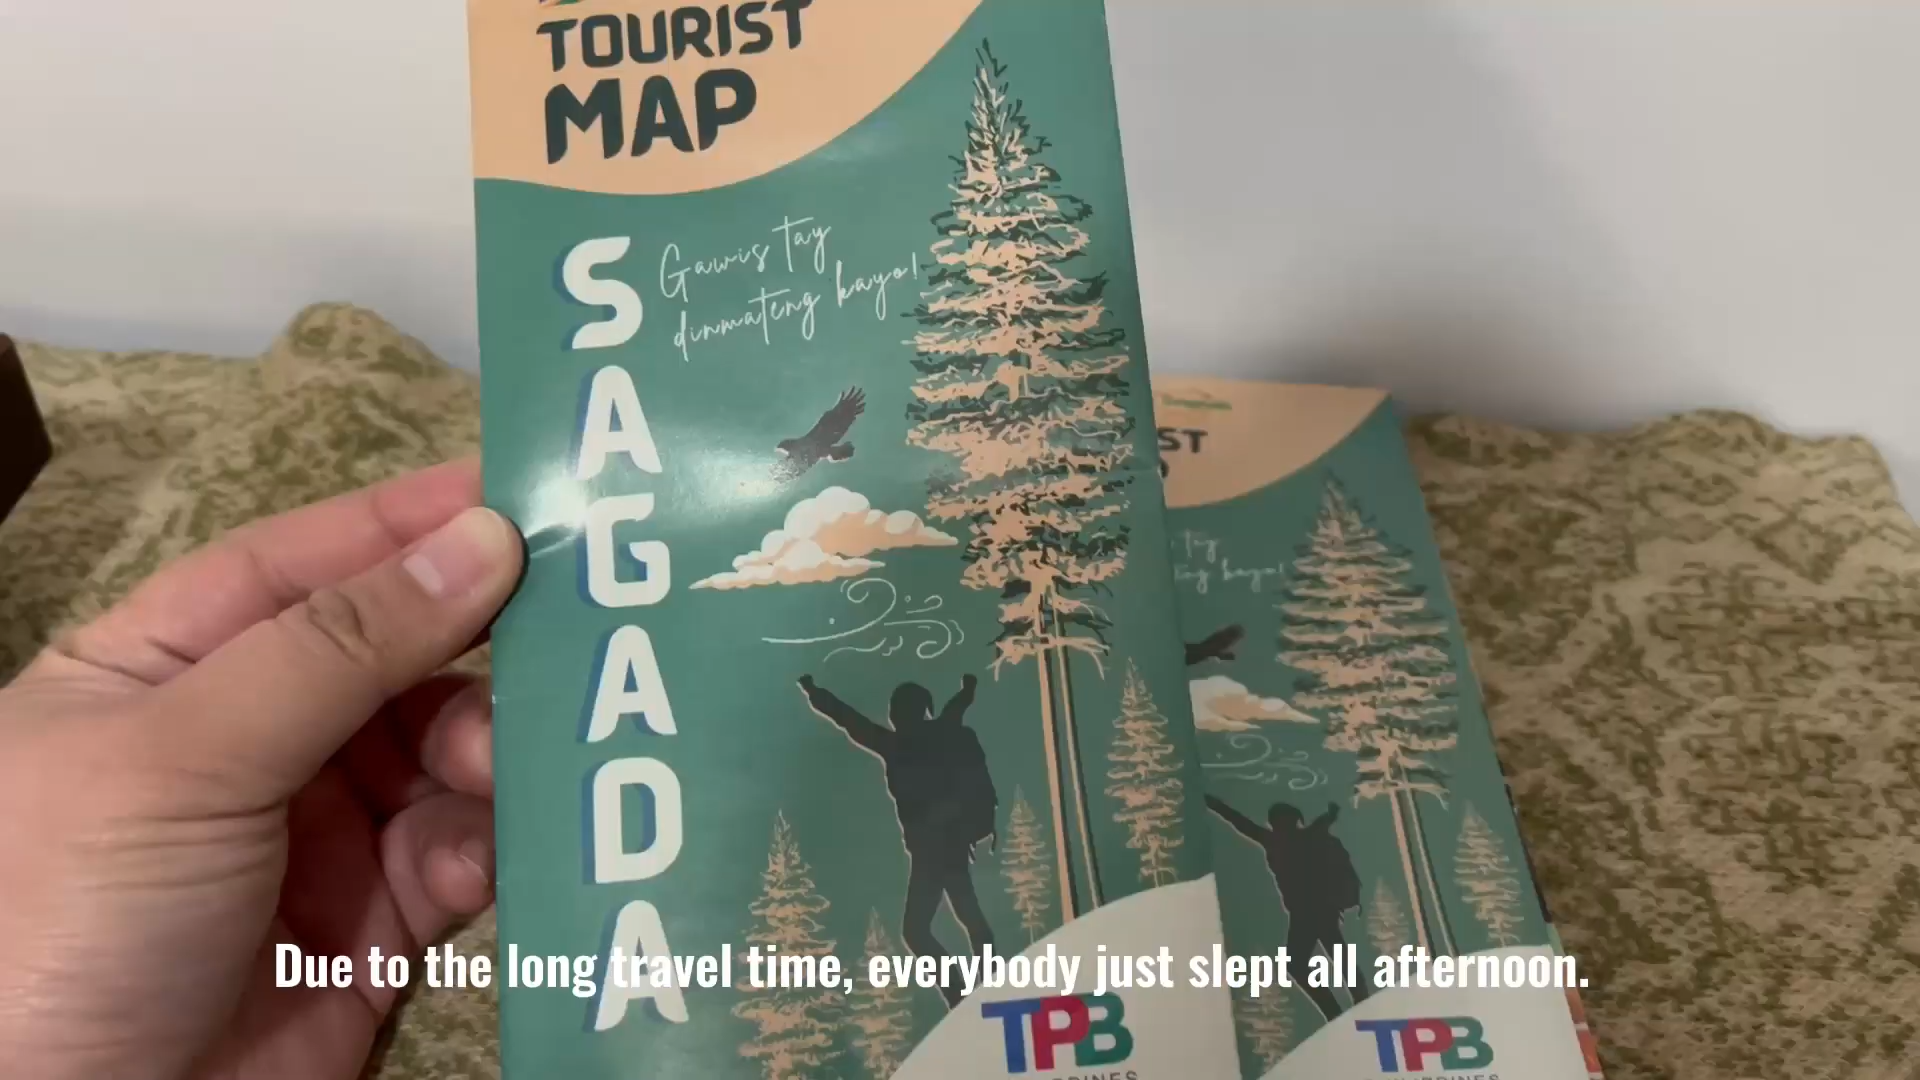 TOURIST
MAP
Gawis tay
dinmateng kayo!
SAGADA
ST
Due to the long travel time, everybody just slept all afternoon.
TPB
TPB